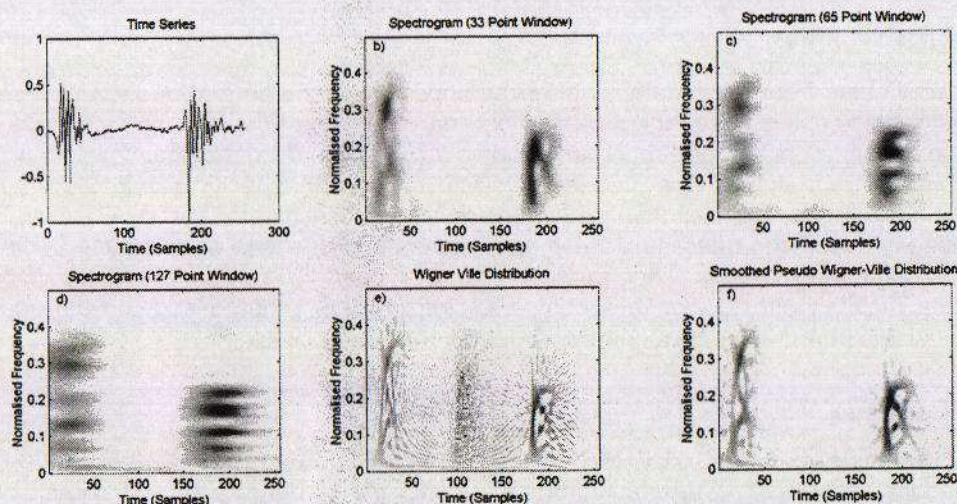 Time Series
1
0.5
0
-0.5
-1
0 100 200 300
Time (Samples)
Spectrogram (33 Point Window)
b)
Normalised Frequency
0.4
0.3
0.2
0.1
0
50 100 150 200 250
Time (Samples)
Spectrogram (65 Point Window)
c)
Normalised Frequency
0.4
0.3
0.2
0.1
0
50 100 150 200 250
Time (Samples)
Spectrogram (127 Point Window)
d)
Normalised Frequency
0.4
0.3
0.2
0.1
0
50 100 150 200 250
Time (Samples)
Wigner Ville Distribution
e)
Normalised Frequency
0.4
0.3
0.2
0.1
0
50 100 150 200 250
Time (Samples)
Smoothed Pseudo Wigner-Ville Distribution
f)
Normalised Frequency
0.4
0.3
0.2
0.1
0
50 100 150 200 250
Time (Samples)